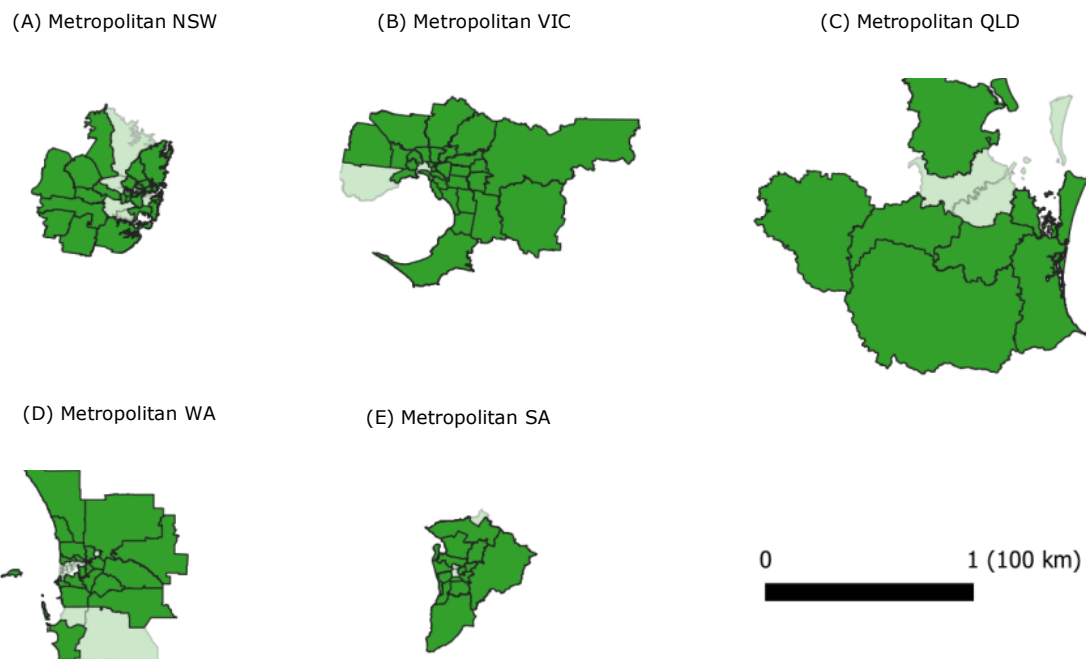 (A) Metropolitan NSW
(B) Metropolitan VIC
(C) Metropolitan QLD
(D) Metropolitan WA
(E) Metropolitan SA
0 1 (100 km)